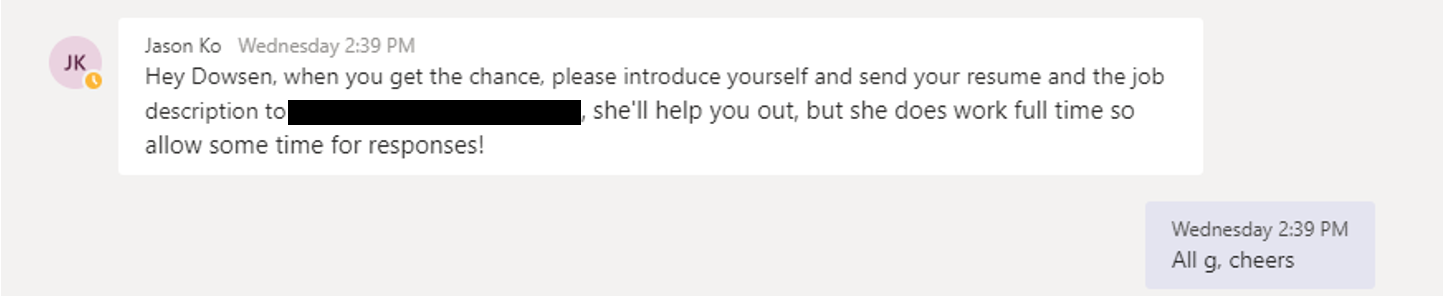 Jason Ko Wednesday 2:39 PM
JK
Hey Dowsen, when you get the chance, please introduce yourself and send your resume and the job
description to , she'll help you out, but she does work full time so
allow some time for responses!
Wednesday 2:39 PM
All g, cheers